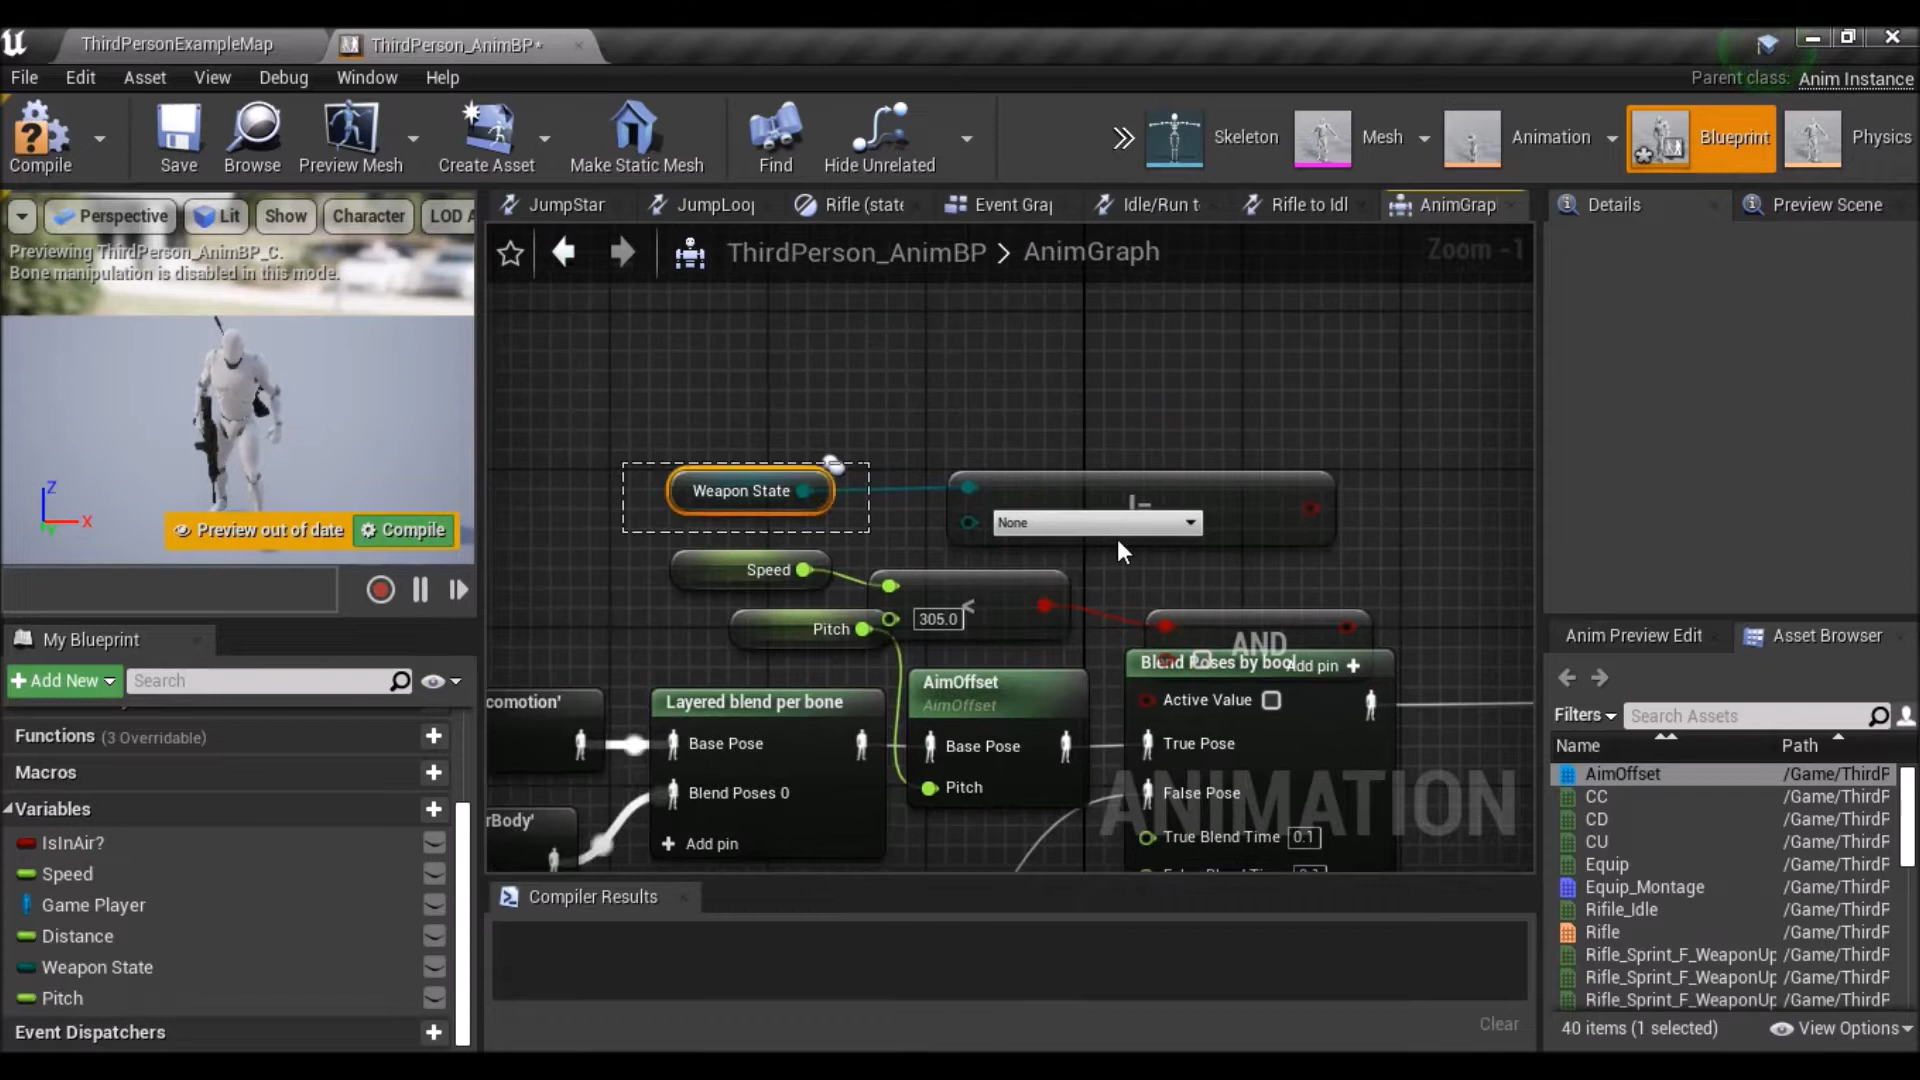 ThirdPersonExampleMap
ThirdPerson_AnimBP*
File Edit Asset View Debug Window Help
Parent class: Anim Instance
Compile Save Browse Preview Mesh Create Asset Make Static Mesh Find Hide Unrelated
Skeleton Mesh Animation Blueprint Physics
Perspective Lit Show Character LOD A
Previewing ThirdPerson_AnimBP_C.
Bone manipulation is disabled in this mode.
Z
X
Preview out of date Compile
JumpStar JumpLoo Rifle (state Event Gra Idle/Run t Rifle to Idl AnimGrap
ThirdPerson_AnimBP > AnimGraph
Zoom -1
Weapon State
!=
None
Speed
<
305.0
Pitch
AND
Add pin +
AimOffset
AimOffset
Base Pose
Pitch
Blend Poses by bool
Active Value
True Pose
False Pose
True Blend Time 0.1
comotion'
Layered blend per bone
Base Pose
Blend Poses 0
+ Add pin
rBody'
ANIMATION
My Blueprint
+ Add New Search
Functions (3 Overridable)
Macros
Variables
IsInAir?
Speed
Game Player
Distance
Weapon State
Pitch
Event Dispatchers
Compiler Results
Clear
Details Preview Scene
Anim Preview Edit Asset Browser
Filters Search Assets
Name Path
AimOffset /Game/ThirdP
CC /Game/ThirdP
CD /Game/ThirdP
CU /Game/ThirdP
Equip /Game/ThirdP
Equip_Montage /Game/ThirdP
Rifile_Idle /Game/ThirdP
Rifle /Game/ThirdP
Rifle_Sprint_F_WeaponUp /Game/ThirdP
Rifle_Sprint_F_WeaponUp /Game/ThirdP
Rifle_Sprint_F_WeaponUp /Game/ThirdP
40 items (1 selected) View Options